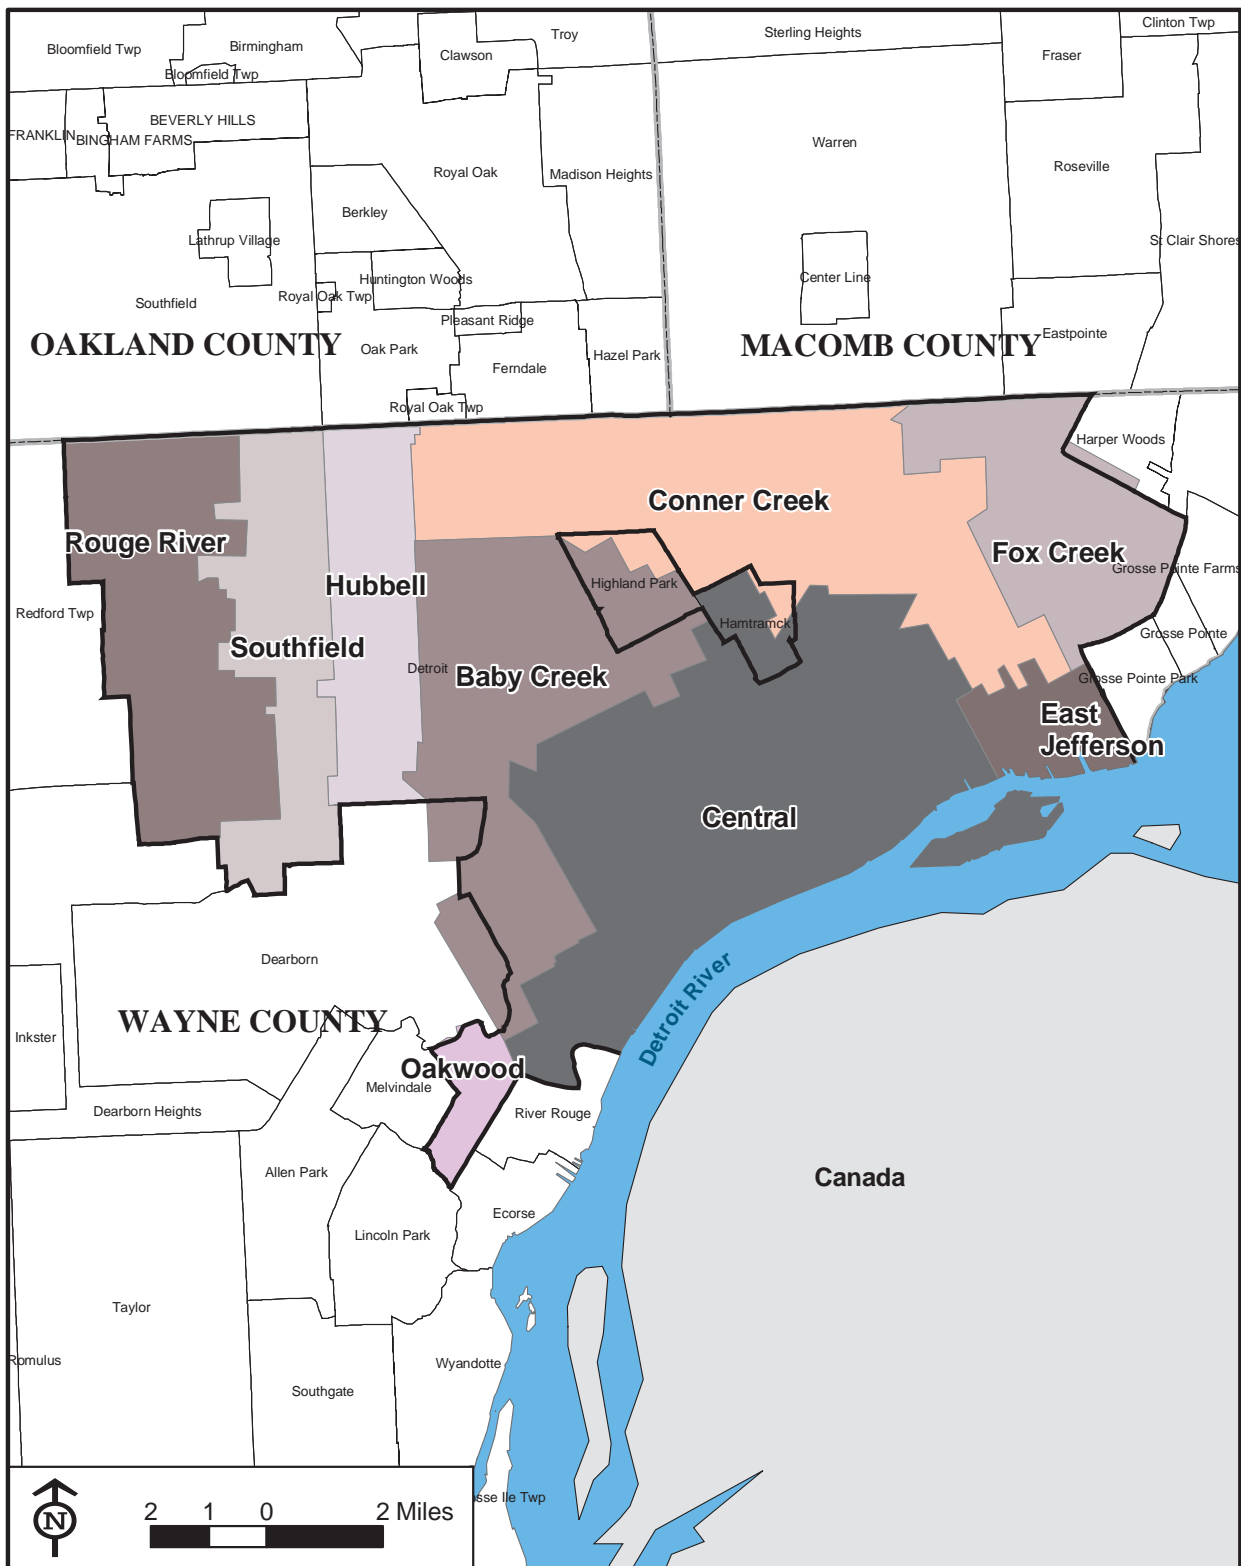 Clinton Twp
Troy
Sterling Heights
Bloomfield Twp
Birmingham
Clawson
Fraser
Bloomfield Twp
BEVERLY HILLS
FRANKLIN
BINGHAM FARMS
Warren
Royal Oak
Madison Heights
Roseville
Berkley
Lathrup Village
St Clair Shores
Huntington Woods
Center Line
Royal Oak Twp
Southfield
Pleasant Ridge
Eastpointe
OAKLAND COUNTY
MACOMB COUNTY
Oak Park
Hazel Park
Ferndale
Royal Oak Twp
Harper Woods
Conner Creek
Rouge River
Fox Creek
Grosse Pointe Farms
Hubbell
Highland Park
Redford Twp
Hamtramck
Grosse Pointe
Southfield
Detroit
Baby Creek
Grosse Pointe Park
East
Jefferson
Central
Dearborn
Detroit River
WAYNE COUNTY
Inkster
Oakwood
Melvindale
Dearborn Heights
River Rouge
Allen Park
Canada
Ecorse
Lincoln Park
Taylor
Romulus
Wyandotte
Southgate
sse Ile Twp
2 1 0 2 Miles
N